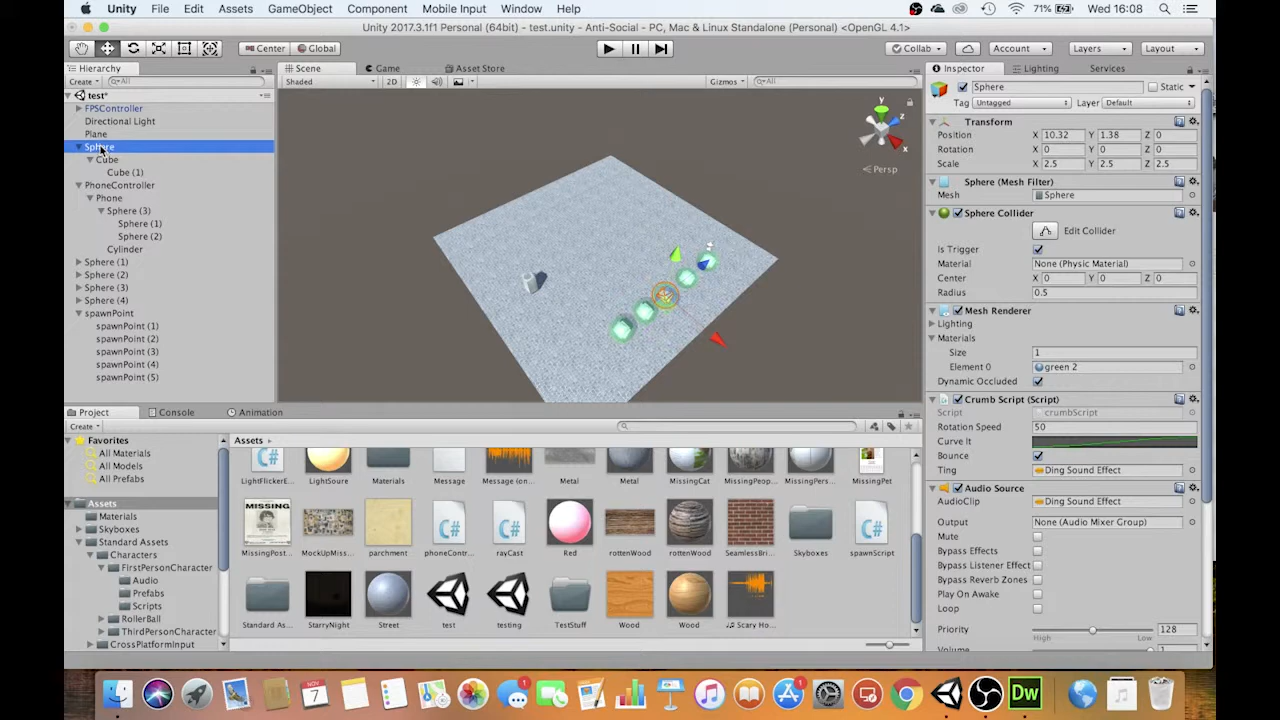 Unity File Edit Assets GameObject Component Mobile Input Window Help 71% Wed 16:08
Unity 2017.3.1f1 Personal (64bit) - test.unity - Anti-Social - PC, Mac & Linux Standalone (Personal) <OpenGL 4.1>
Center Global Collab Account Layers Layout
Hierarchy Scene Game Asset Store Inspector Lighting Services
Create All Shaded 2D Gizmos All Sphere Static
test*
FPSController
Directional Light
Plane
Sphere
Cube
Cube (1)
PhoneController
Phone
Sphere (3)
Sphere (1)
Sphere (2)
Cylinder
Sphere (1)
Sphere (2)
Sphere (3)
Sphere (4)
spawnPoint
spawnPoint (1)
spawnPoint (2)
spawnPoint (3)
spawnPoint (4)
spawnPoint (5)
y
z
x
Persp
Tag Untagged Layer Default
Transform
Position X 10.32 Y 1.38 Z 0
Rotation X 0 Y 0 Z 0
Scale X 2.5 Y 2.5 Z 2.5
Sphere (Mesh Filter)
Mesh Sphere
Sphere Collider
Edit Collider
Is Trigger
Material None (Physic Material)
Center X 0 Y 0 Z 0
Radius 0.5
Mesh Renderer
Lighting
Materials
Size 1
Element 0 green 2
Dynamic Occluded
Crumb Script (Script)
Script crumbScript
Rotation Speed 50
Curve It
Bounce
Ting Ding Sound Effect
Audio Source
AudioClip Ding Sound Effect
Output None (Audio Mixer Group)
Mute
Bypass Effects
Bypass Listener Effect
Bypass Reverb Zones
Play On Awake
Loop
Priority 128
High Low
Volume 1
Project Console Animation
Create
Favorites
All Materials
All Models
All Prefabs
Assets
Materials
Skyboxes
Standard Assets
Characters
FirstPersonCharacter
Audio
Prefabs
Scripts
RollerBall
ThirdPersonCharacter
CrossPlatformInput
Assets
C#
LightFlickerE... LightSoure Materials Message Message (on... Metal Metal MissingCat MissingPeop... MissingPers... MissingPet
MISSING C# C# C#
MissingPost... MockUpMiss... parchment phoneContr... rayCast Red rottenWood rottenWood SeamlessBri... Skyboxes spawnScript
Standard As... StarryNight Street test testing TestStuff Wood Wood Scary Ho...
NOV
7
1
1
Dw